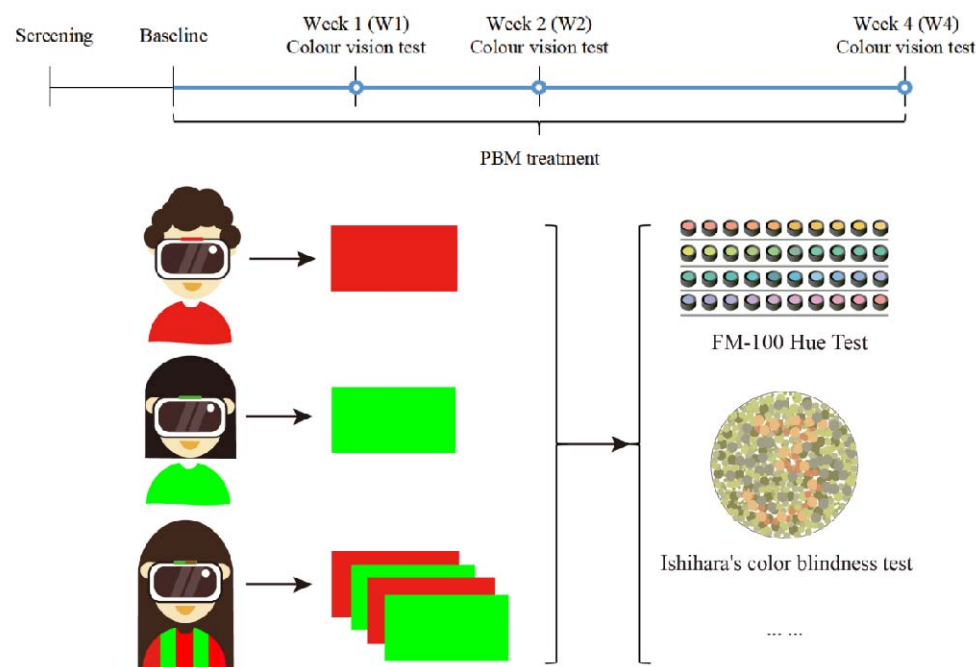 Screening
Baseline
Week 1 (W1)
Colour vision test
Week 2 (W2)
Colour vision test
Week 4 (W4)
Colour vision test
PBM treatment
FM-100 Hue Test
Ishihara's color blindness test
... ...